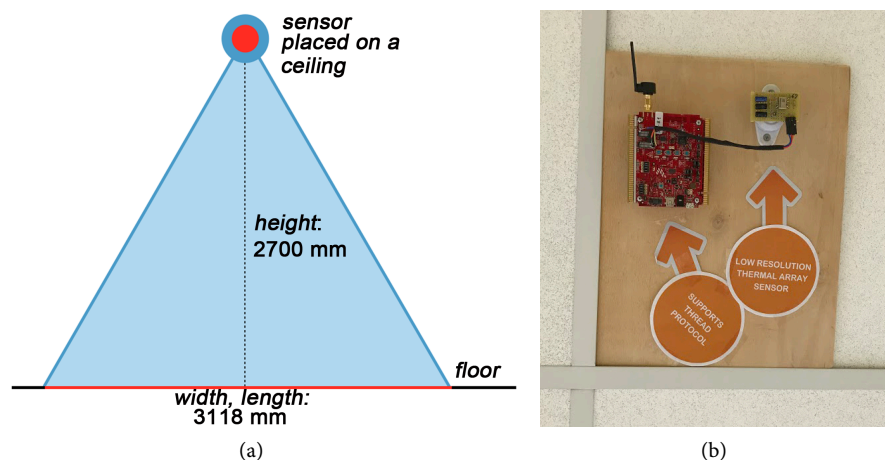 sensor
placed on a
ceiling
height:
2700 mm
floor
width, length:
3118 mm
(a)
LOW RESOLUTION
THERMAL ARRAY
SENSOR
SUPPORTS
THREAD
PROTOCOL
(b)